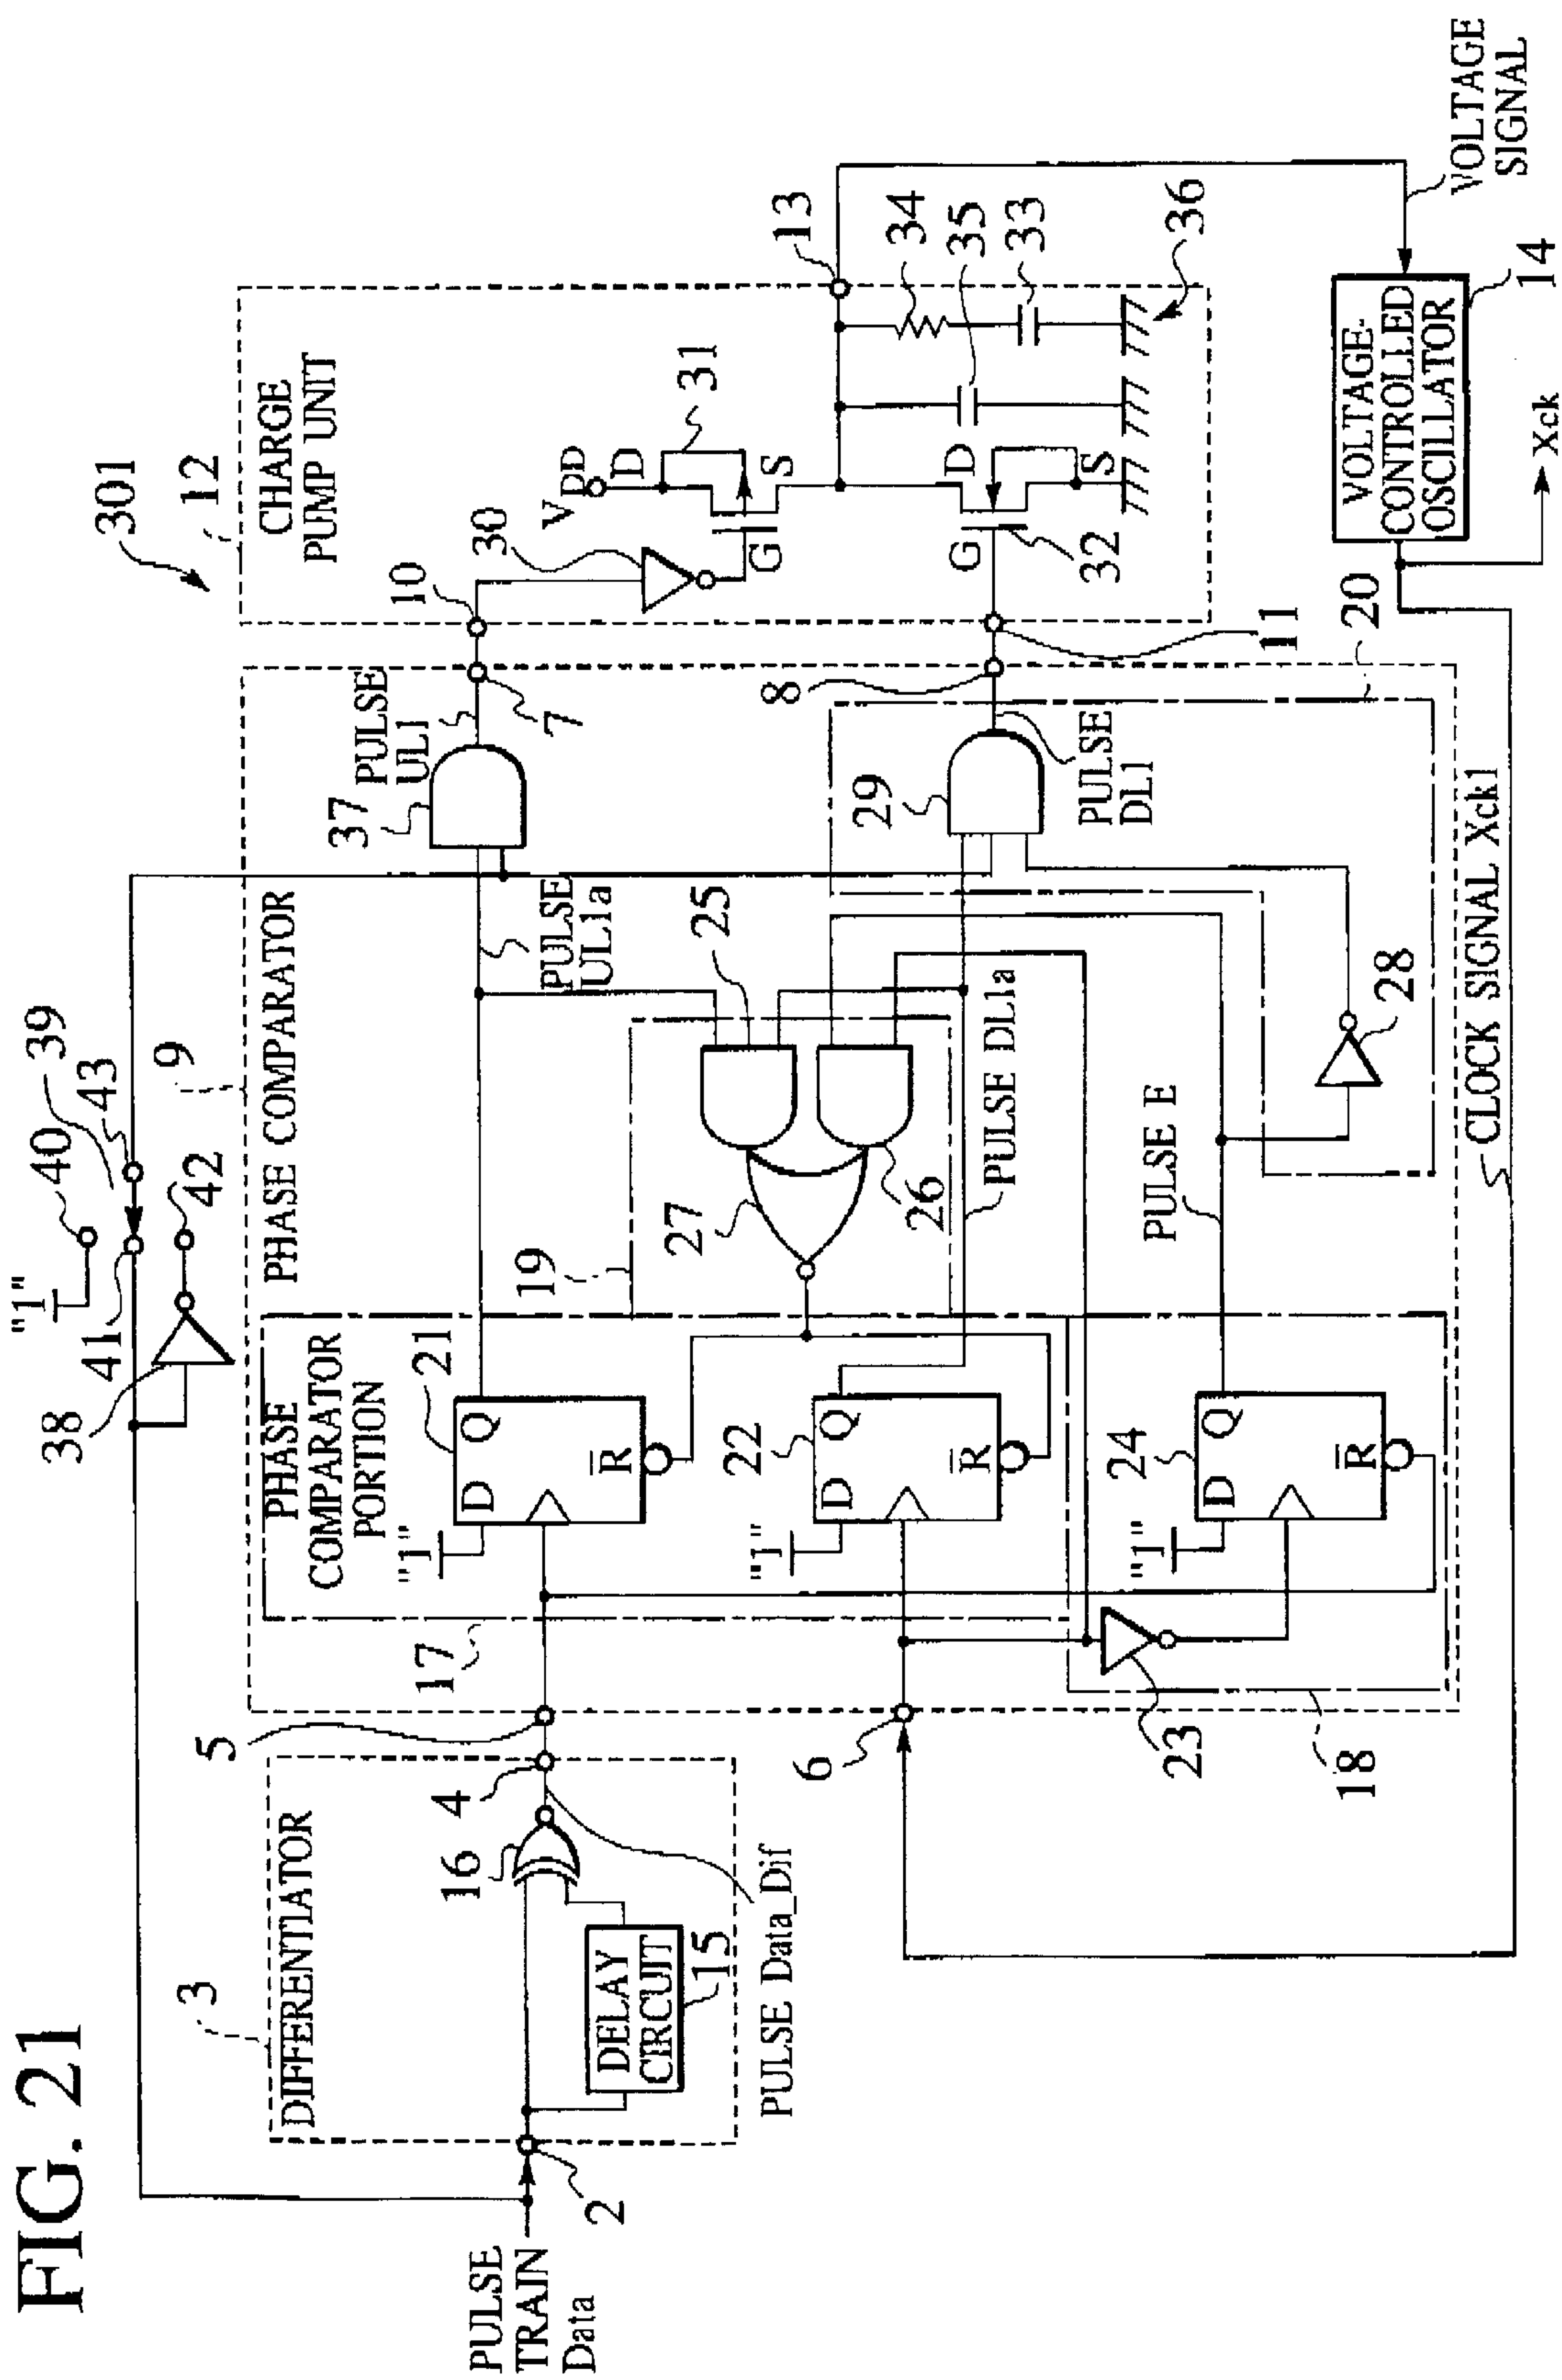 FIG. 21
301
"1"
40
39
43
41
42
38
9
12
3
DIFFERENTIATOR
PULSE
TRAIN
Data
2
DELAY
CIRCUIT
15
16
4
5
PULSE Data_Dif
6
PHASE COMPARATOR
17
PHASE
COMPARATOR
PORTION
"1"
D
Q
R
21
"1"
D
Q
R
22
"1"
D
Q
R
24
23
18
19
27
25
26
PULSE
UL1a
PULSE DL1a
PULSE E
28
20
37
PULSE
UL1
7
29
PULSE
DL1
8
10
11
CHARGE
PUMP UNIT
30
VDD
D
G
S
31
D
G
S
32
13
34
35
33
36
VOLTAGE
SIGNAL
VOLTAGE-
CONTROLLED
OSCILLATOR
14
Xck
CLOCK SIGNAL Xck1